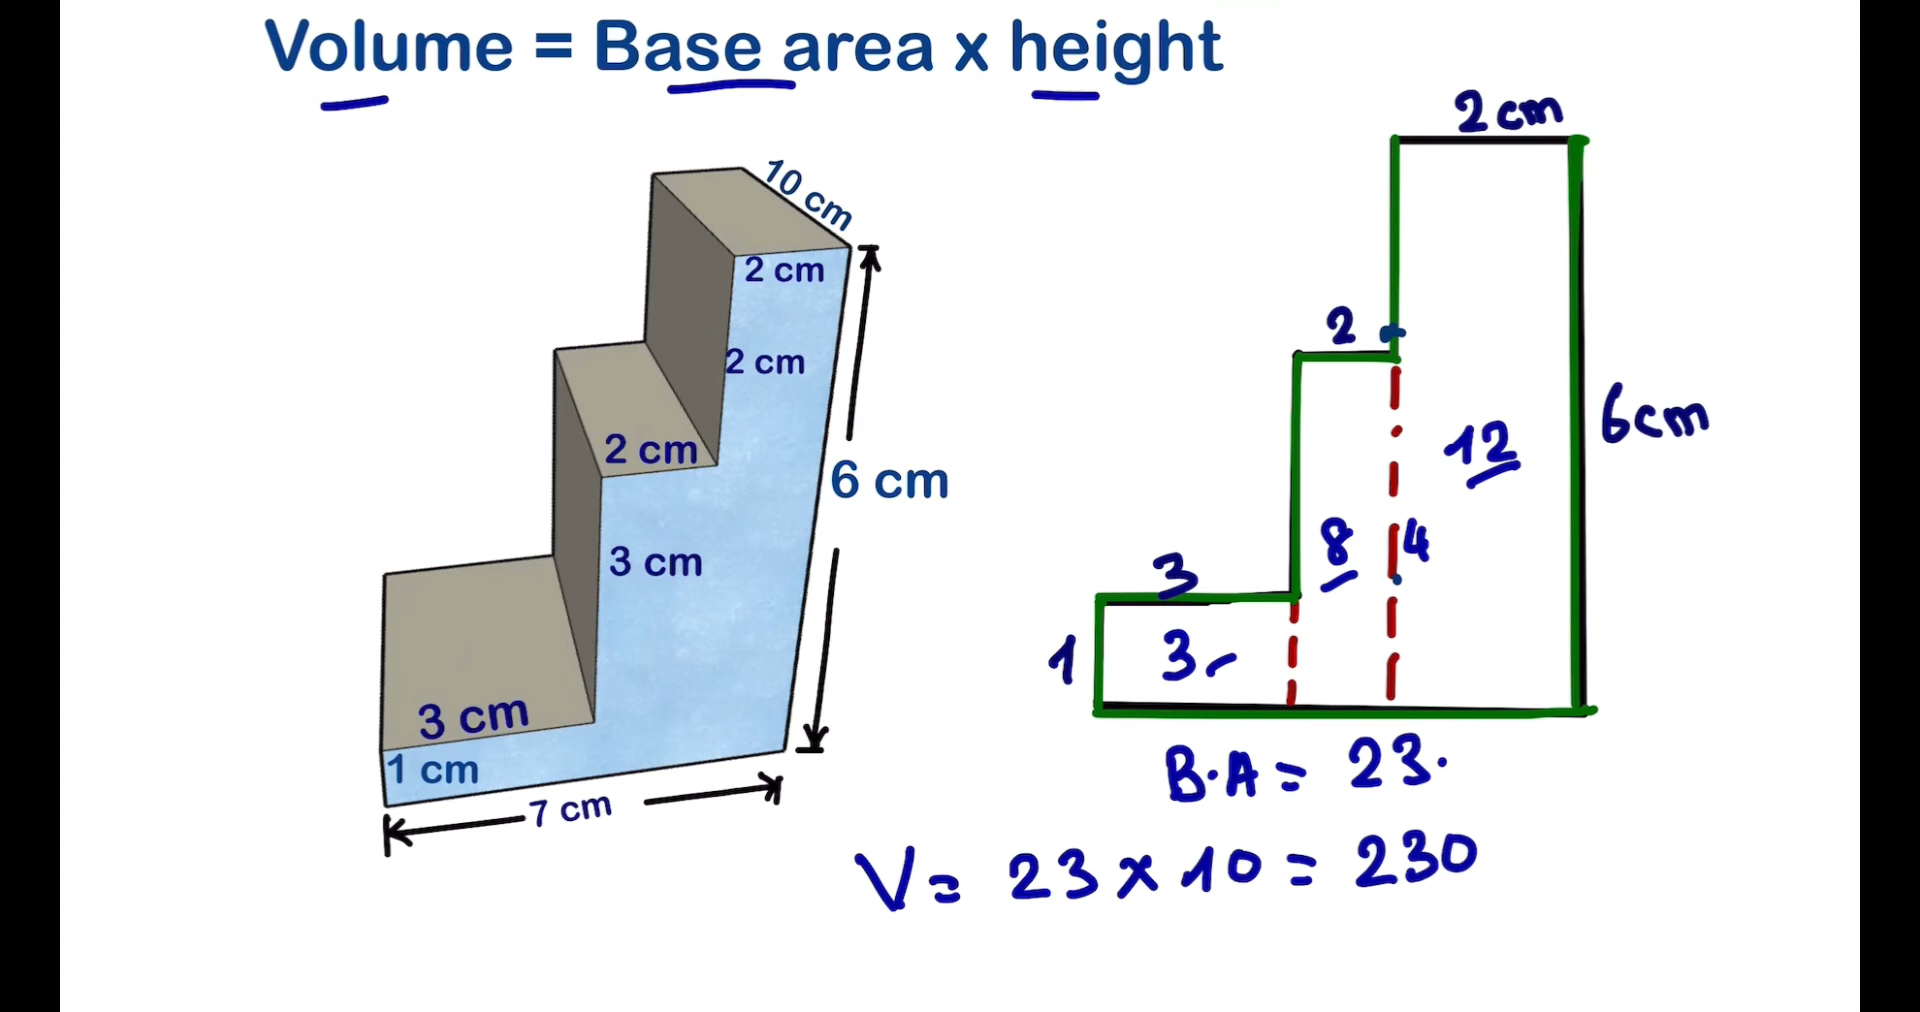 Volume = Base area x height
10 cm
2 cm
2 cm
2 cm
6 cm
3 cm
3 cm
1 cm
7 cm
2 cm
2
6cm
12
8
4
3
1
3
B.A = 23.
V = 23 x 10 = 230